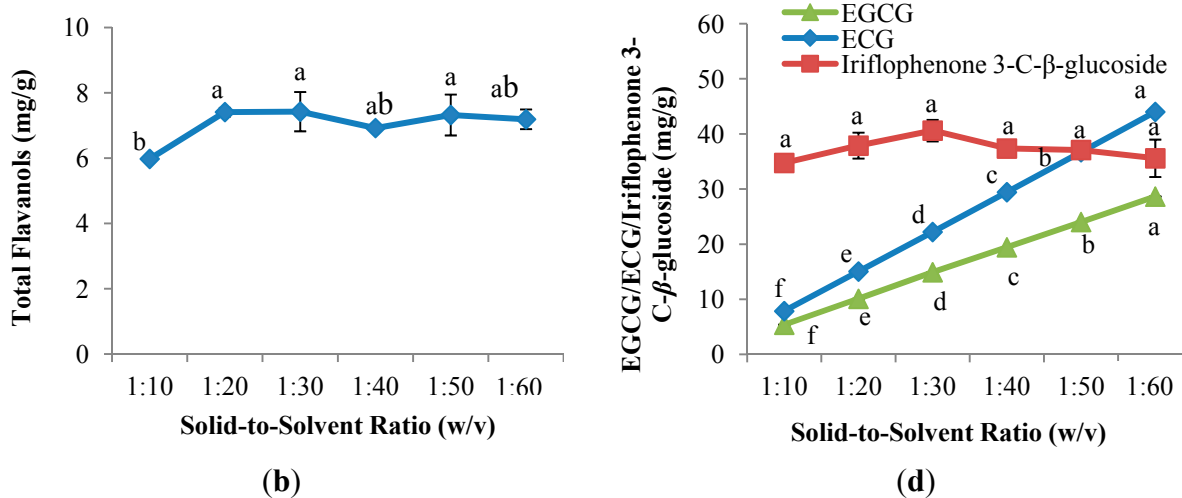 10
8
6
4
2
0
Total Flavanols (mg/g)
b
a
a
ab
a
ab
1:10 1:20 1:30 1:40 1:50 1:60
Solid-to-Solvent Ratio (w/v)
(b)
EGCG
ECG
Iriflophenone 3-C-β-glucoside
60
50
40
30
20
10
0
EGCG/ECG/Iriflophenone 3-
C-β-glucoside (mg/g)
a
a
a
a
a
a
a
f
e
d
c
b
f
e
d
c
b
a
1:10 1:20 1:30 1:40 1:50 1:60
Solid-to-Solvent Ratio (w/v)
(d)